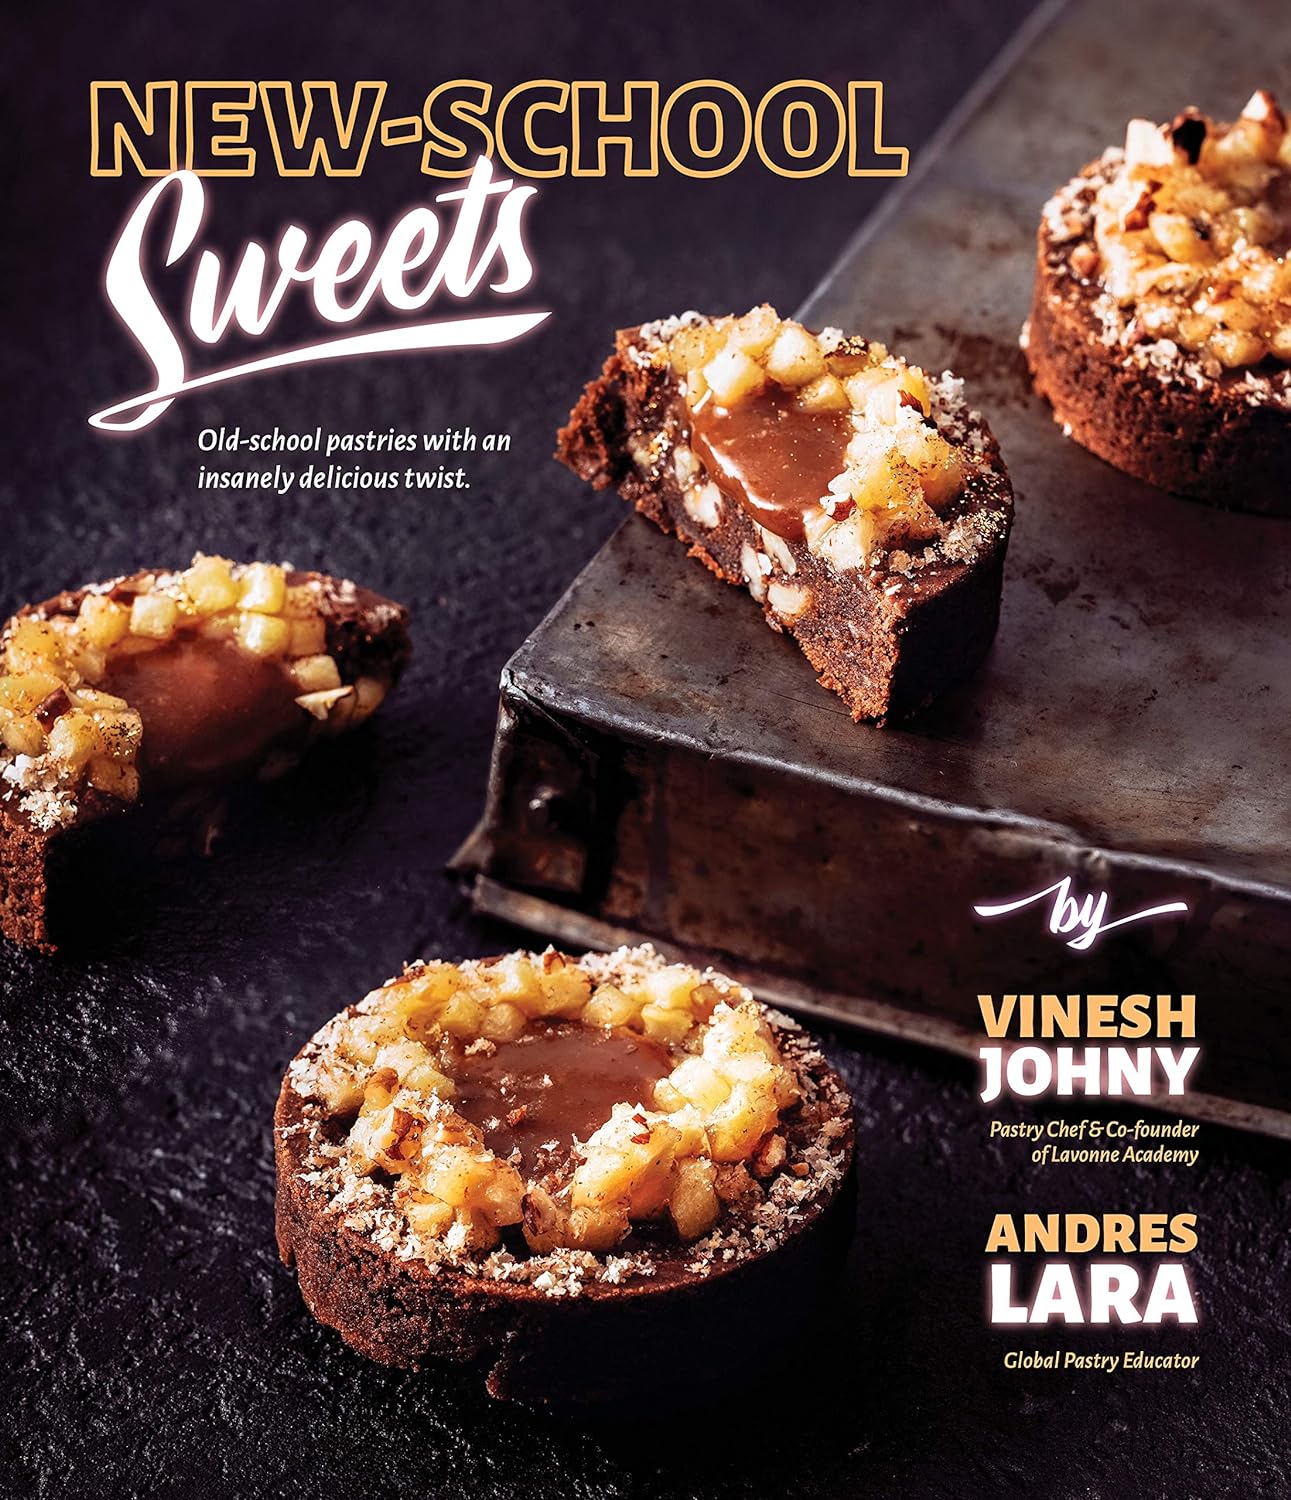 NEW-SCHOOL
Sweets
Old-school pastries with an
insanely delicious twist.
by
VINESH
JOHNY
Pastry Chef & Co-founder
of Lavonne Academy
ANDRES
LARA
Global Pastry Educator